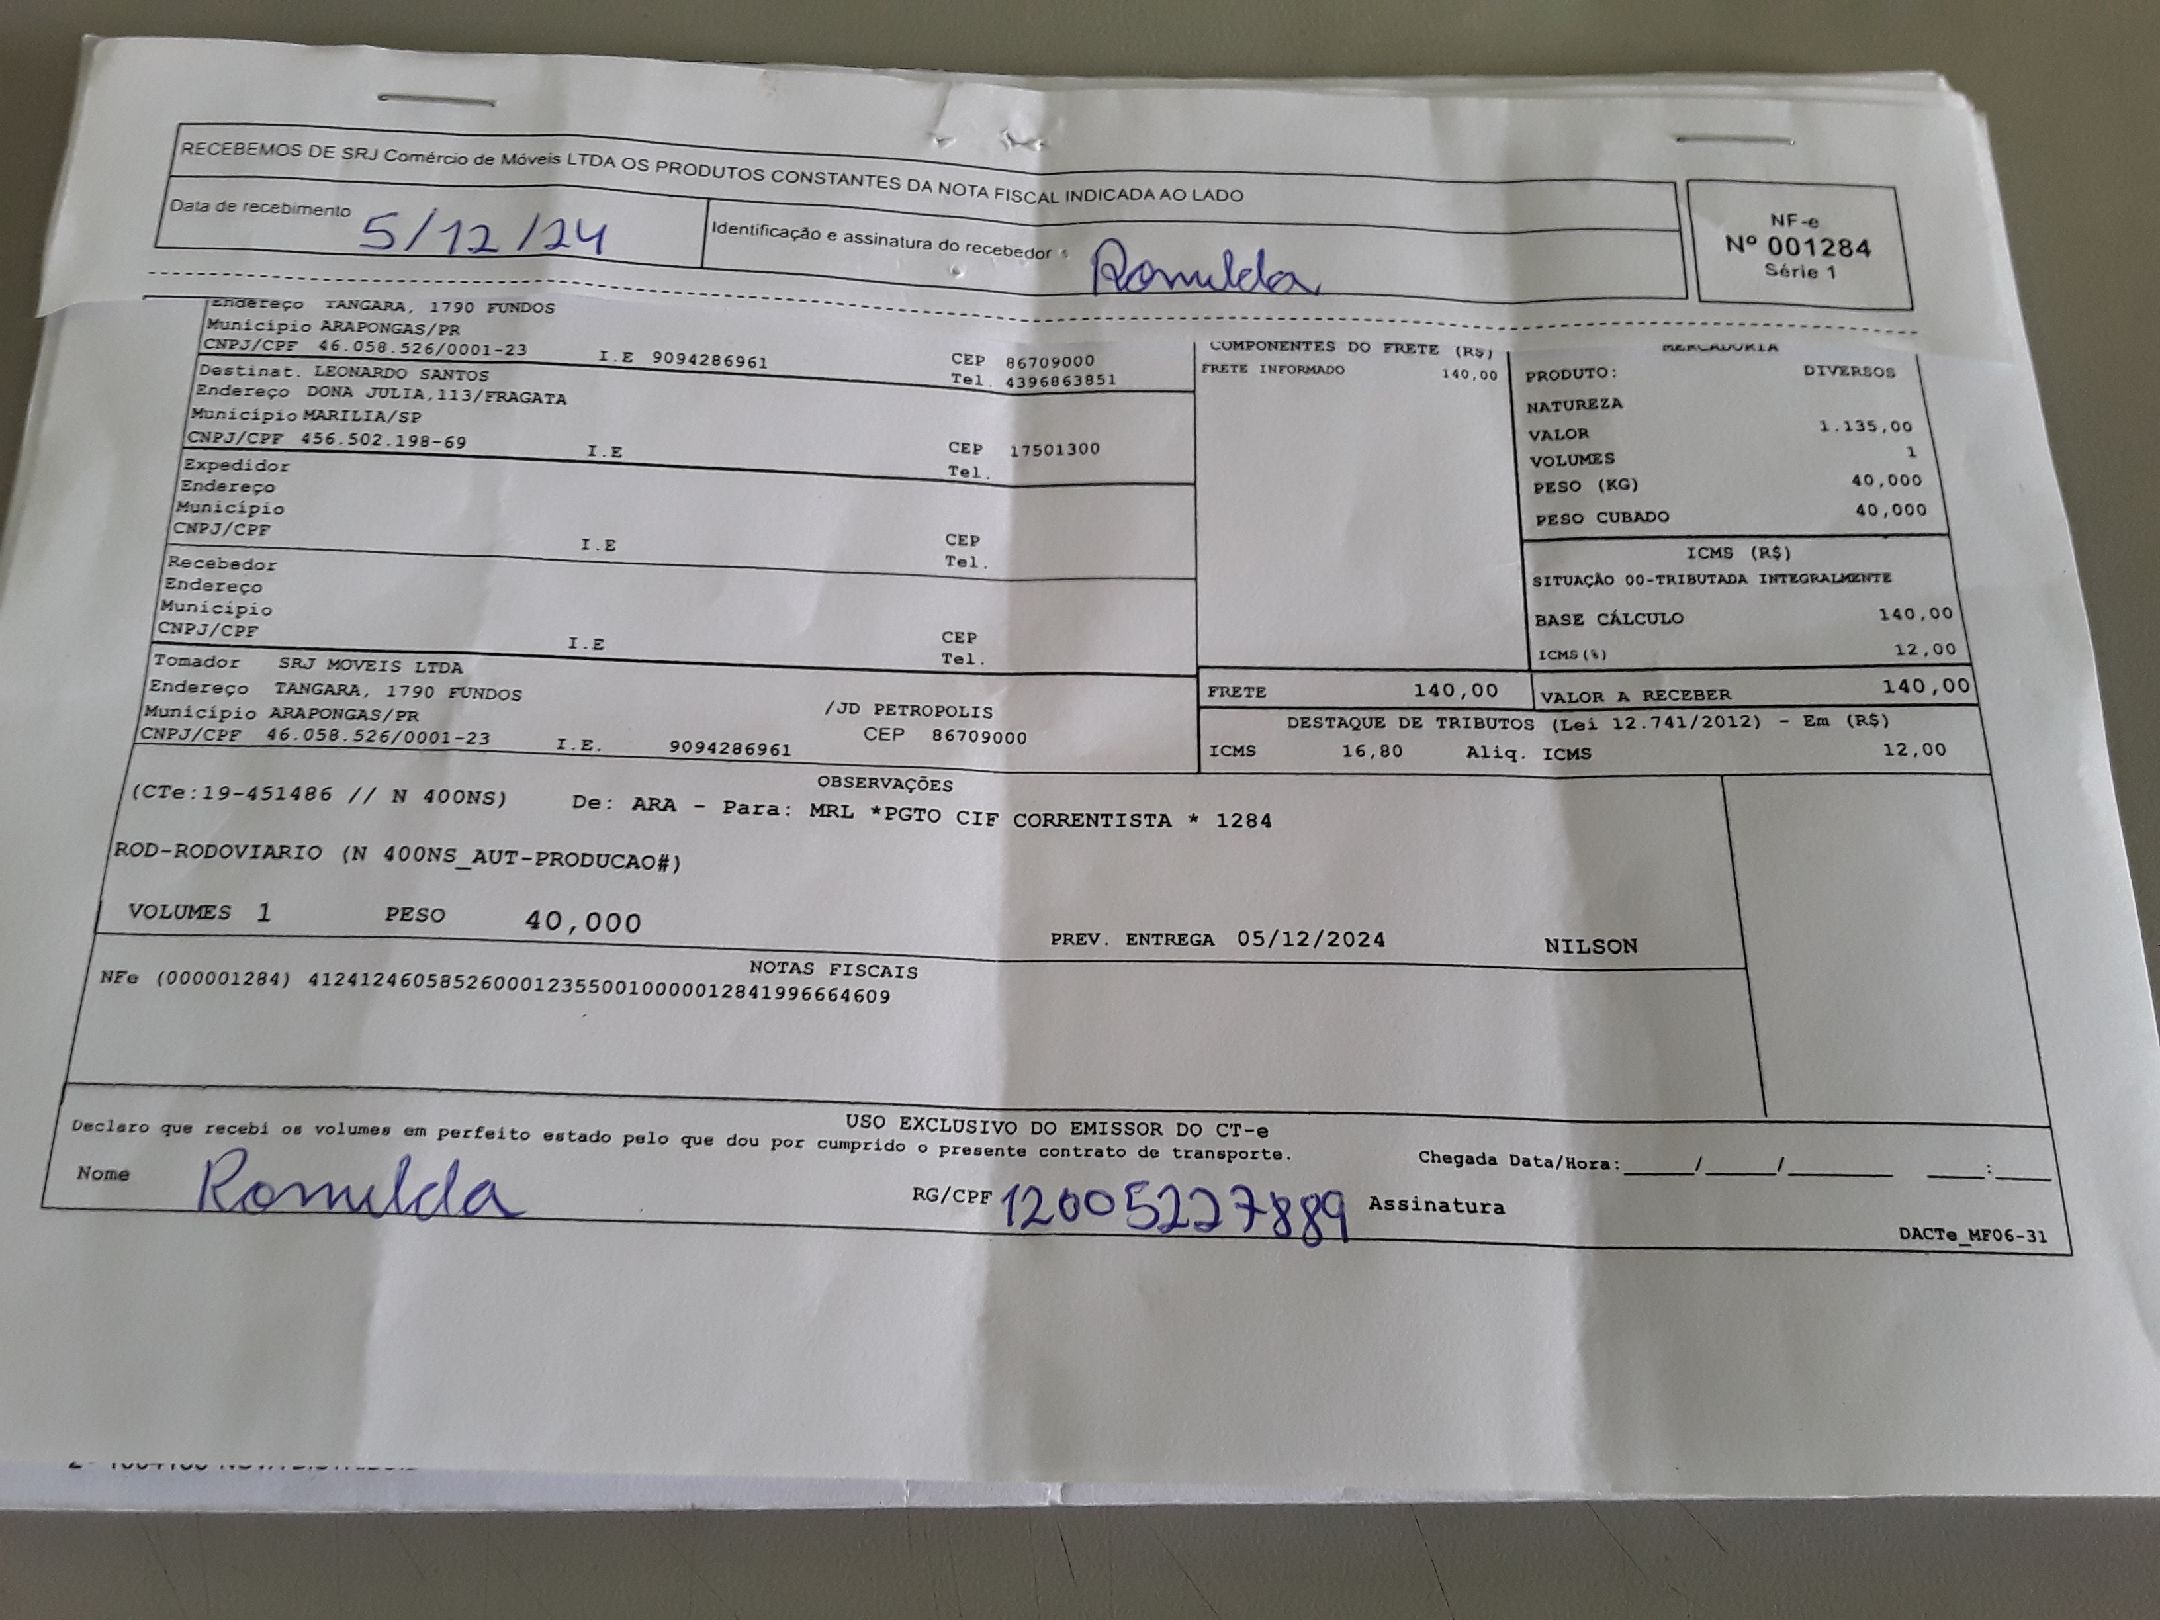 RECEBEMOS DE SRJ Comércio de Móveis LTDA OS PRODUTOS CONSTANTES DA NOTA FISCAL INDICADA AO LADO
Data de recebimento 5/12/24
Identificação e assinatura do recebedor Romilda
NF-e
Nº 001284
Série 1
Endereço TANGARA, 1790 FUNDOS
Município ARAPONGAS/PR
CNPJ/CPF 46.058.526/0001-23 I.E 9094286961 CEP 86709000
Tel. 4396863851
Destinat. LEONARDO SANTOS
Endereço DONA JULIA,113/FRAGATA
Município MARILIA/SP
CNPJ/CPF 456.502.198-69 I.E CEP 17501300
Tel.
Expedidor
Endereço
Município
CNPJ/CPF I.E CEP
Tel.
Recebedor
Endereço
Município
CNPJ/CPF I.E CEP
Tel.
Tomador SRJ MOVEIS LTDA
Endereço TANGARA, 1790 FUNDOS /JD PETROPOLIS
Município ARAPONGAS/PR CEP 86709000
CNPJ/CPF 46.058.526/0001-23 I.E. 9094286961
COMPONENTES DO FRETE (R$)
FRETE INFORMADO 140,00
MERCADORIA
PRODUTO: DIVERSOS
NATUREZA
VALOR 1.135,00
VOLUMES 1
PESO (KG) 40,000
PESO CUBADO 40,000
ICMS (R$)
SITUAÇÃO 00-TRIBUTADA INTEGRALMENTE
BASE CÁLCULO 140,00
ICMS(%) 12,00
FRETE 140,00 VALOR A RECEBER 140,00
DESTAQUE DE TRIBUTOS (Lei 12.741/2012) - Em (R$)
ICMS 16,80 Aliq. ICMS 12,00
OBSERVAÇÕES
(CTe:19-451486 // N 400NS) De: ARA - Para: MRL *PGTO CIF CORRENTISTA * 1284
ROD-RODOVIARIO (N 400NS_AUT-PRODUCAO#)
VOLUMES 1 PESO 40,000 PREV. ENTREGA 05/12/2024 NILSON
NOTAS FISCAIS
NFe (000001284) 41241246058526000123550010000012841996664609
USO EXCLUSIVO DO EMISSOR DO CT-e
Declaro que recebi os volumes em perfeito estado pelo que dou por cumprido o presente contrato de transporte.
Chegada Data/Hora:_____/_____/_______ ___:____
Nome Romilda RG/CPF 12005227889 Assinatura
DACTe_MF06-31